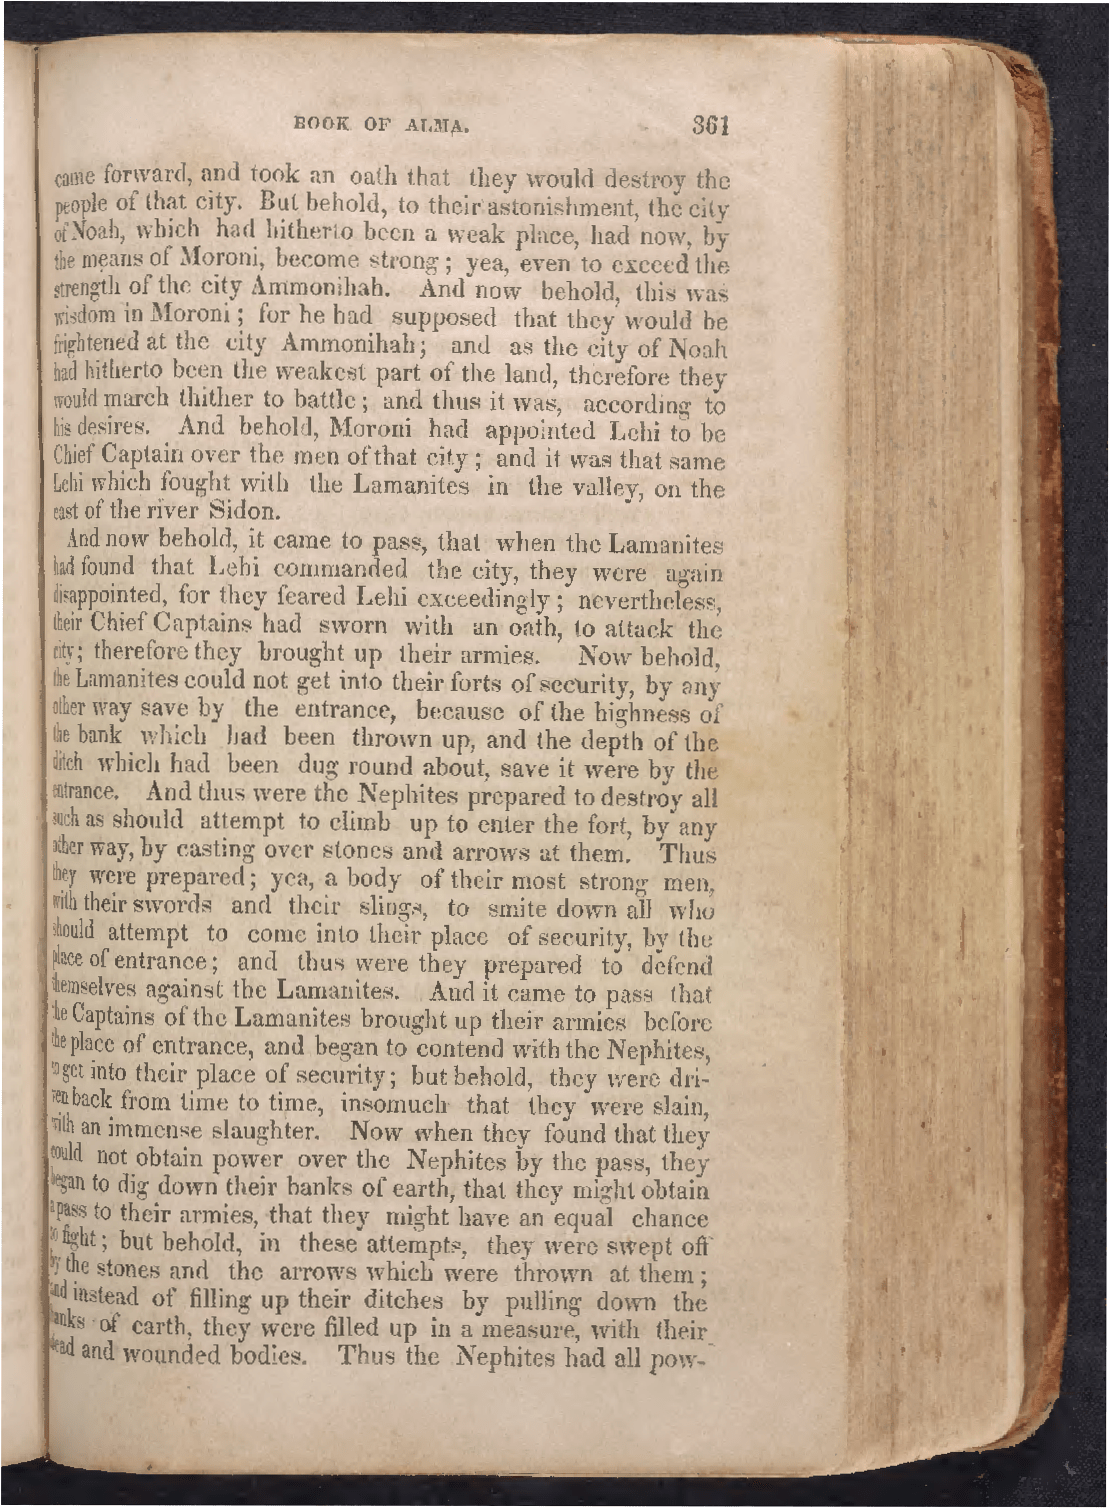 BOOK OF ALMA. 361
came forward, and took an oath that they would destroy the
people of that city. But behold, to their astonishment, the city
of Noah, which had hitherto been a weak place, had now, by
the means of Moroni, become strong; yea, even to exceed the
strength of the city Ammonihah. And now behold, this was
wisdom in Moroni; for he had supposed that they would be
frightened at the city Ammonihah; and as the city of Noah
had hitherto been the weakest part of the land, therefore they
would march thither to battle; and thus it was, according to
his desires. And behold, Moroni had appointed Lehi to be
Chief Captain over the men of that city; and it was that same
Lehi which fought with the Lamanites in the valley, on the
east of the river Sidon.
And now behold, it came to pass, that when the Lamanites
had found that Lehi commanded the city, they were again
disappointed, for they feared Lehi exceedingly; nevertheless,
their Chief Captains had sworn with an oath, to attack the
city; therefore they brought up their armies. Now behold,
the Lamanites could not get into their forts of security, by any
other way save by the entrance, because of the highness of
the bank which had been thrown up, and the depth of the
ditch which had been dug round about, save it were by the
entrance. And thus were the Nephites prepared to destroy all
such as should attempt to climb up to enter the fort, by any
other way, by casting over stones and arrows at them. Thus
they were prepared; yea, a body of their most strong men,
with their swords and their slings, to smite down all who
should attempt to come into their place of security, by the
place of entrance; and thus were they prepared to defend
themselves against the Lamanites. And it came to pass that
the Captains of the Lamanites brought up their armies before
the place of entrance, and began to contend with the Nephites,
to get into their place of security; but behold, they were dri-
ven back from time to time, insomuch that they were slain,
with an immense slaughter. Now when they found that they
could not obtain power over the Nephites by the pass, they
began to dig down their banks of earth, that they might obtain
a pass to their armies, that they might have an equal chance
to fight; but behold, in these attempts, they were swept off
by the stones and the arrows which were thrown at them;
and instead of filling up their ditches by pulling down the
banks of earth, they were filled up in a measure, with their
dead and wounded bodies. Thus the Nephites had all pow-